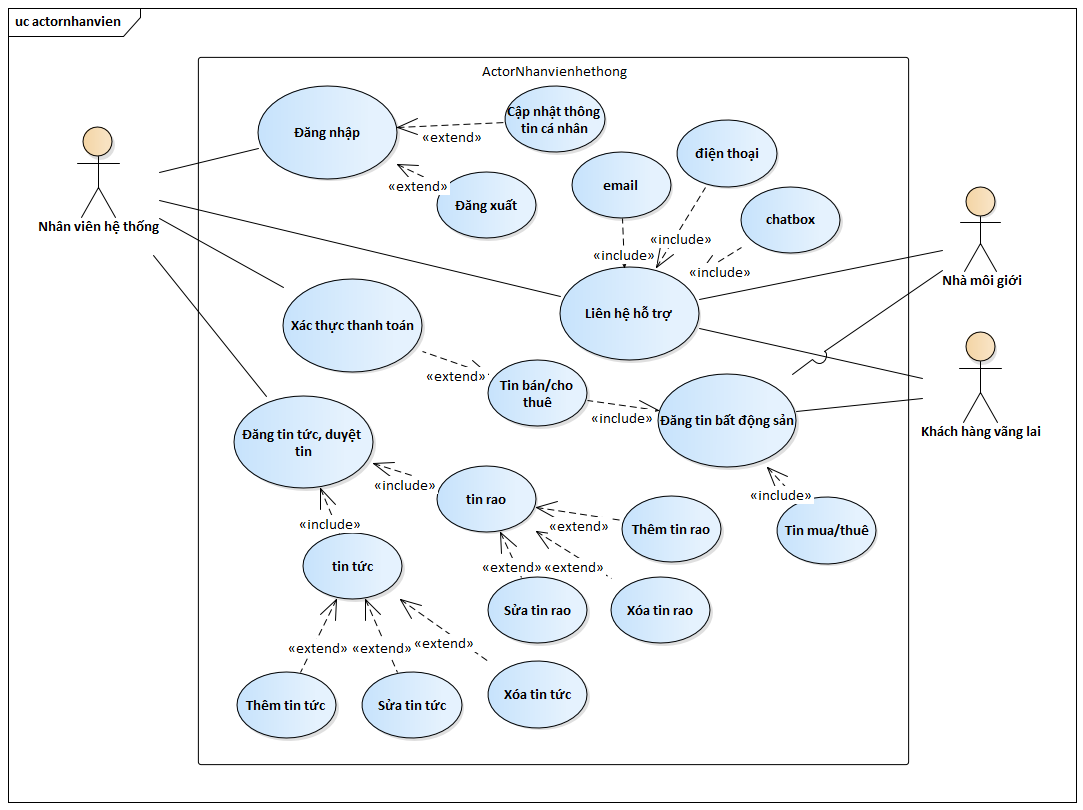 uc actornhanvien
ActorNhanvienhethong
Đăng nhập
Cập nhật thông
tin cá nhân
«extend»
«extend»
Đăng xuất
Nhân viên hệ thống
email
điện thoại
chatbox
«include»
«include»
«include»
Liên hệ hỗ trợ
Nhà môi giới
Xác thực thanh toán
«extend»
Tin bán/cho
thuê
«include»
Đăng tin bất động sản
Khách hàng vãng lai
Đăng tin tức, duyệt
tin
«include»
tin rao
«include»
Tin mua/thuê
«include»
«extend»
Thêm tin rao
«extend»
«extend»
Sửa tin rao
Xóa tin rao
tin tức
«extend»
«extend»
«extend»
Thêm tin tức
Sửa tin tức
Xóa tin tức